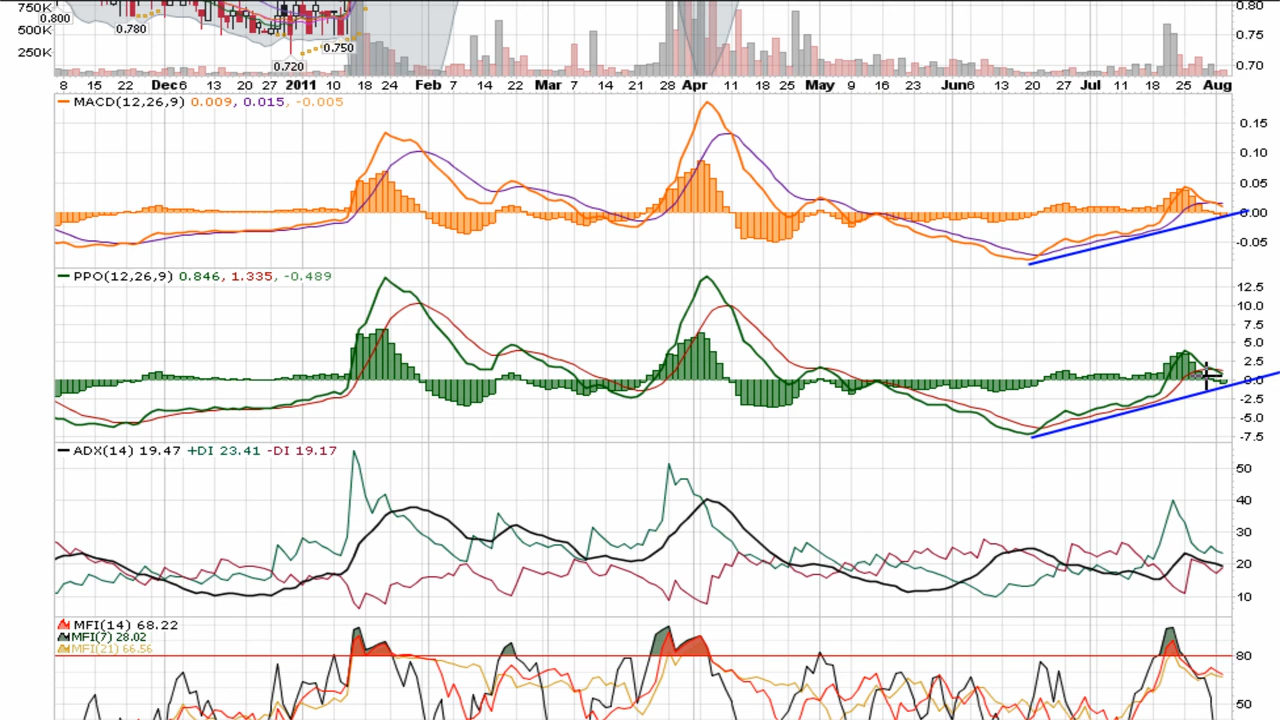 750K
0.800
0.780
0.80
500K
0.75
250K
0.750
0.720
0.70
8 15 22 Dec6 13 20 27 2011 10 18 24 Feb 7 14 22 Mar 7 14 21 28 Apr 11 18 25 May 9 16 23 Jun6 13 20 27 Jul 11 18 25 Aug
MACD(12,26,9) 0.009, 0.015, -0.005
0.15
0.10
0.05
0.00
-0.05
PPO(12,26,9) 0.846, 1.335, -0.489
12.5
10.0
7.5
5.0
2.5
0.0
-2.5
-5.0
-7.5
ADX(14) 19.47 +DI 23.41 -DI 19.17
50
40
30
20
10
MFI(14) 68.22
MFI(7) 28.02
MFI(21) 66.56
80
50